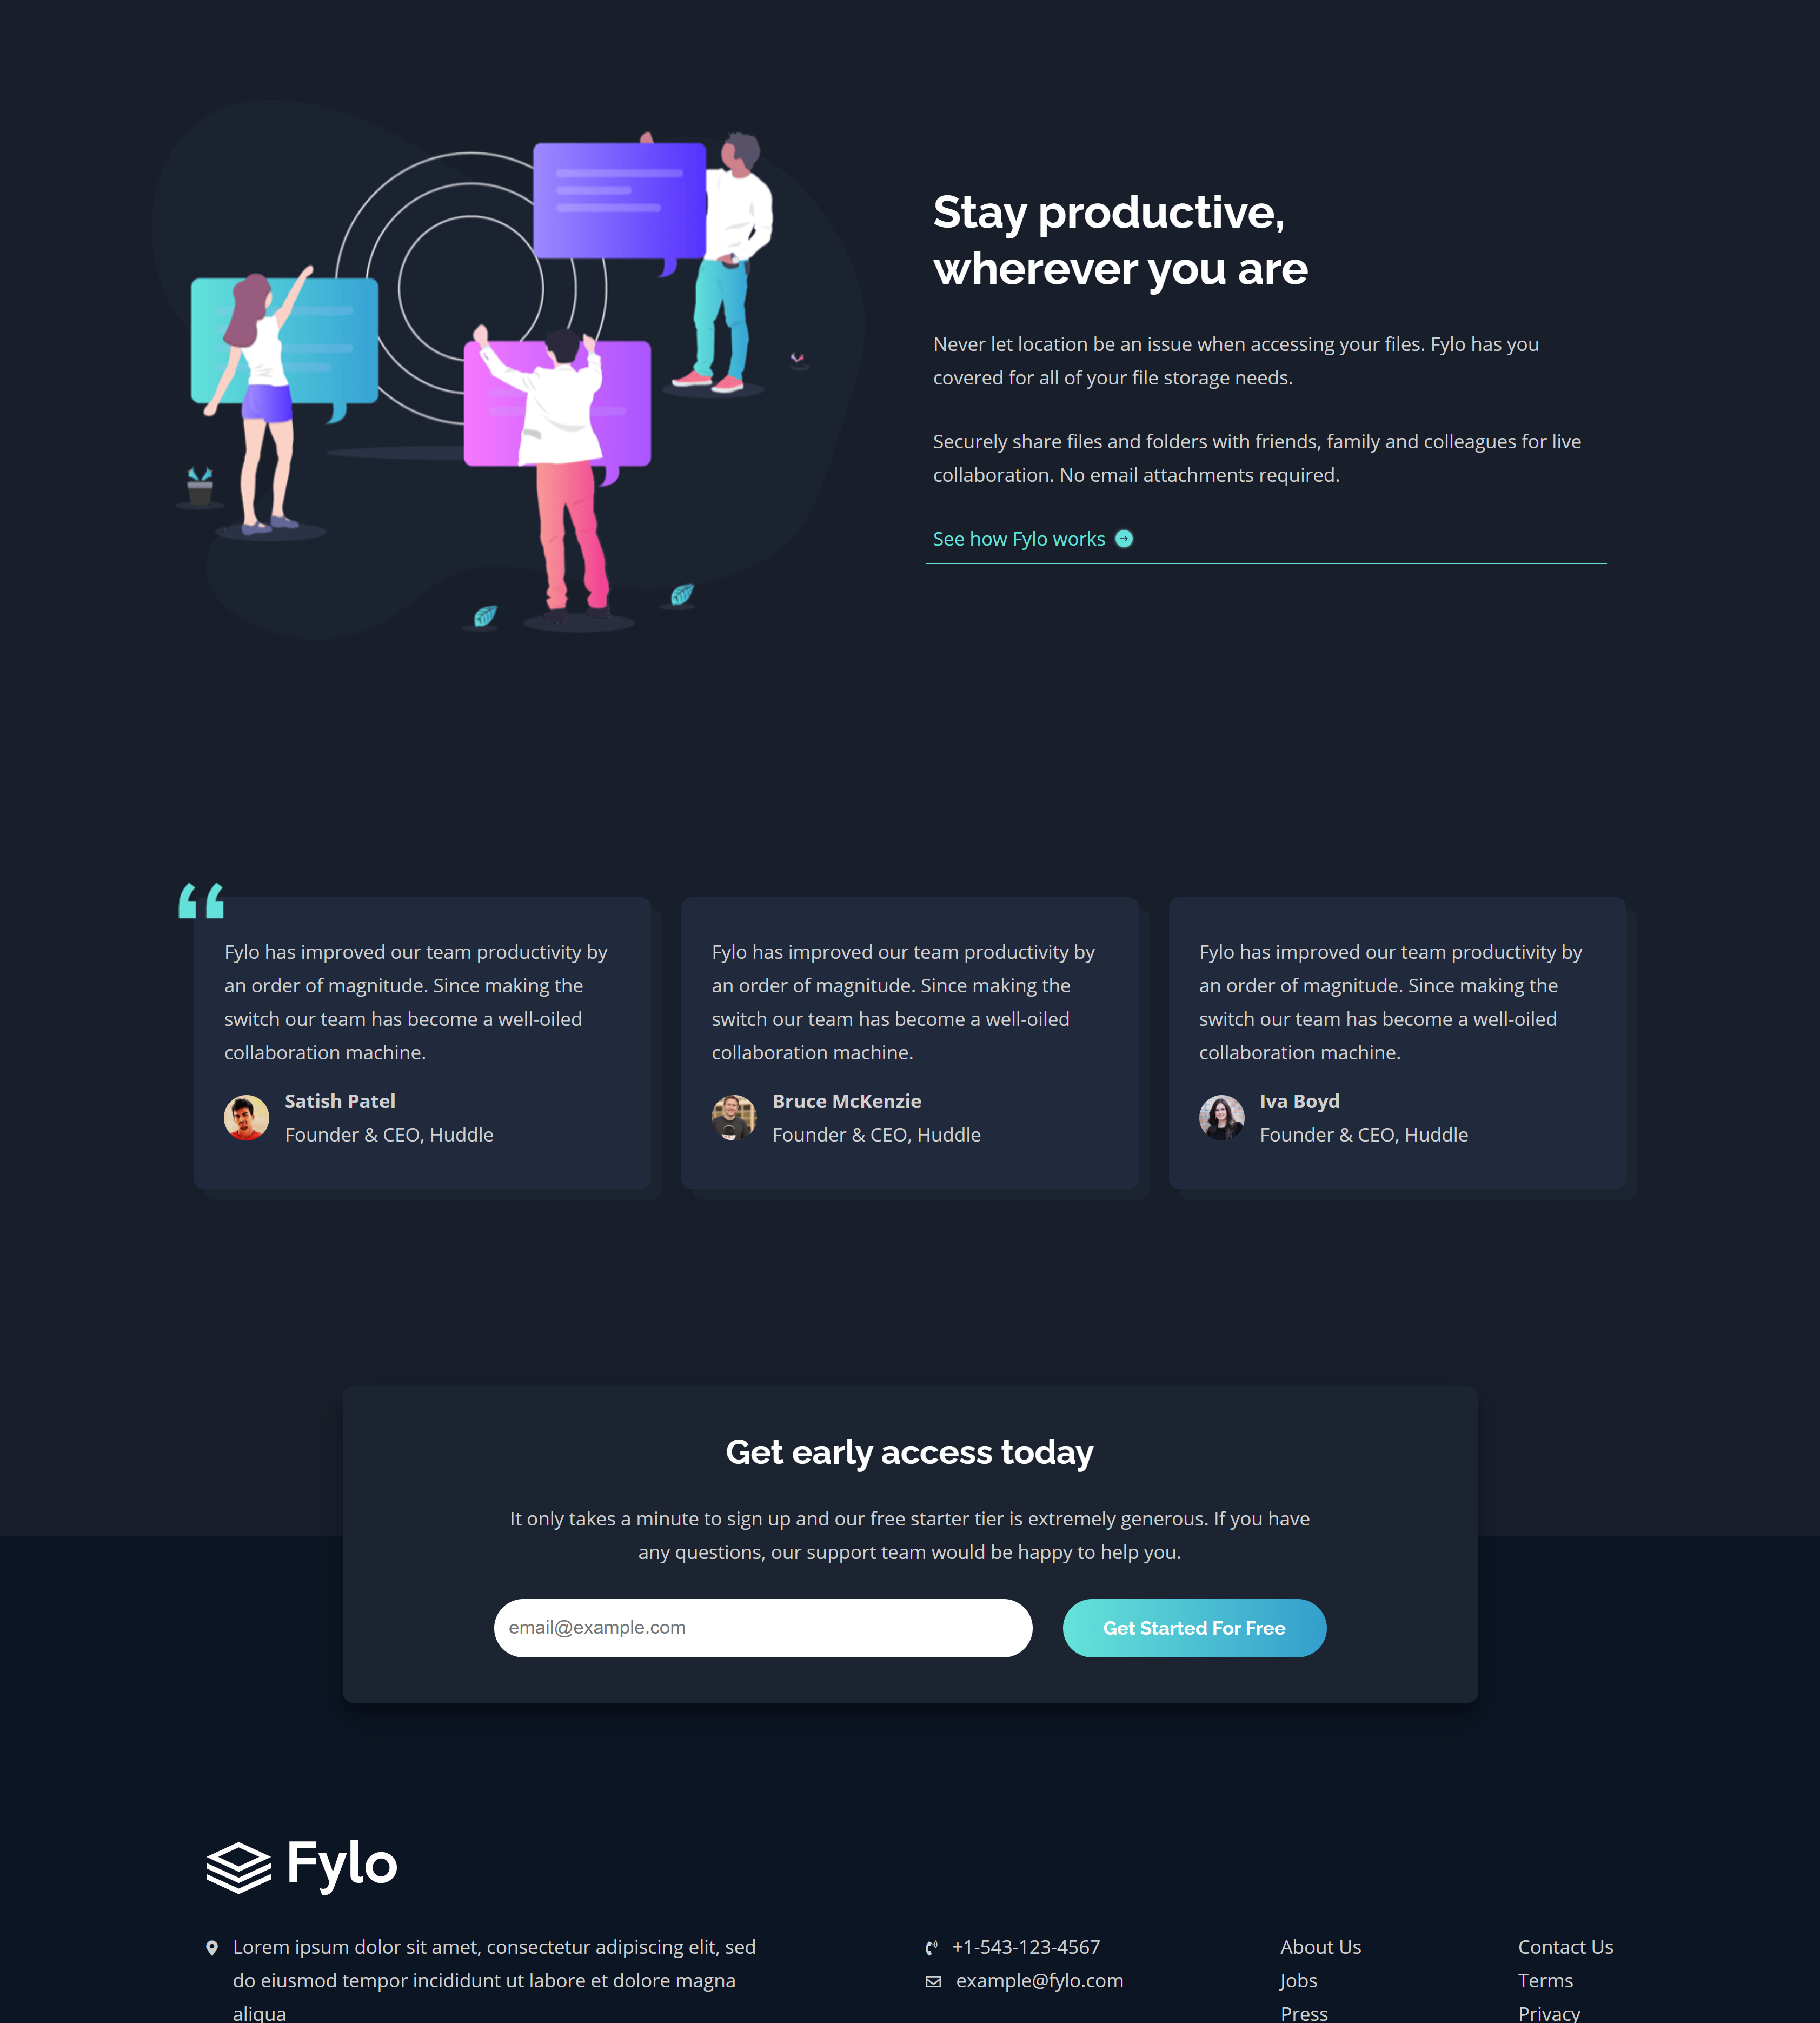 Stay productive,
wherever you are
Never let location be an issue when accessing your files. Fylo has you
covered for all of your file storage needs.
Securely share files and folders with friends, family and colleagues for live
collaboration. No email attachments required.
See how Fylo works
Fylo has improved our team productivity by
an order of magnitude. Since making the
switch our team has become a well-oiled
collaboration machine.
Satish Patel
Founder & CEO, Huddle
Fylo has improved our team productivity by
an order of magnitude. Since making the
switch our team has become a well-oiled
collaboration machine.
Bruce McKenzie
Founder & CEO, Huddle
Fylo has improved our team productivity by
an order of magnitude. Since making the
switch our team has become a well-oiled
collaboration machine.
Iva Boyd
Founder & CEO, Huddle
Get early access today
It only takes a minute to sign up and our free starter tier is extremely generous. If you have
any questions, our support team would be happy to help you.
email@example.com
Get Started For Free
Fylo
Lorem ipsum dolor sit amet, consectetur adipiscing elit, sed
do eiusmod tempor incididunt ut labore et dolore magna
aliqua
+1-543-123-4567
example@fylo.com
About Us
Jobs
Press
Contact Us
Terms
Privacy